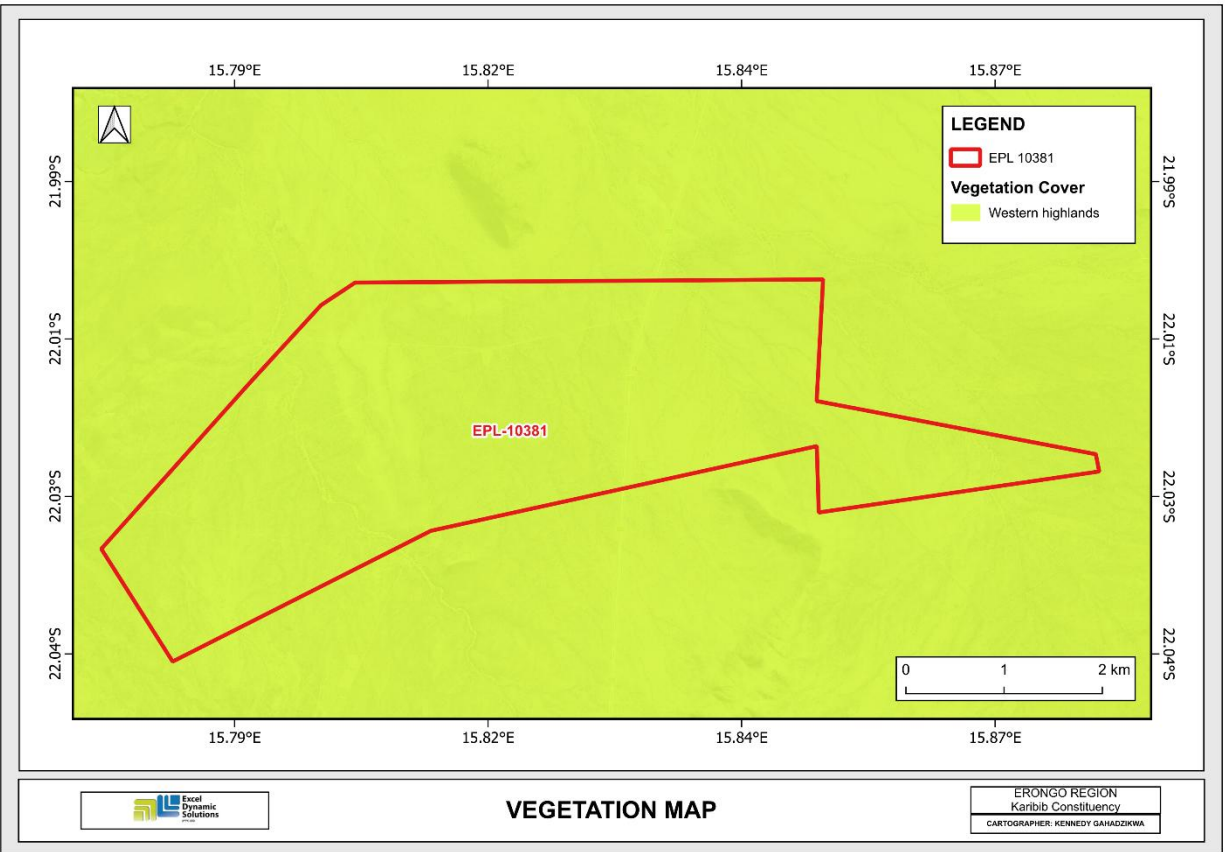 15.79°E 15.82°E 15.84°E 15.87°E
LEGEND
EPL 10381
Vegetation Cover
Western highlands
21.99°S 21.99°S
22.01°S 22.01°S
EPL-10381
22.03°S 22.03°S
22.04°S 22.04°S
0 1 2 km
15.79°E 15.82°E 15.84°E 15.87°E
Excel
Dynamic
Solutions
VEGETATION MAP
ERONGO REGION
Karibib Constituency
CARTOGRAPHER: KENNEDY GAHADZIKWA